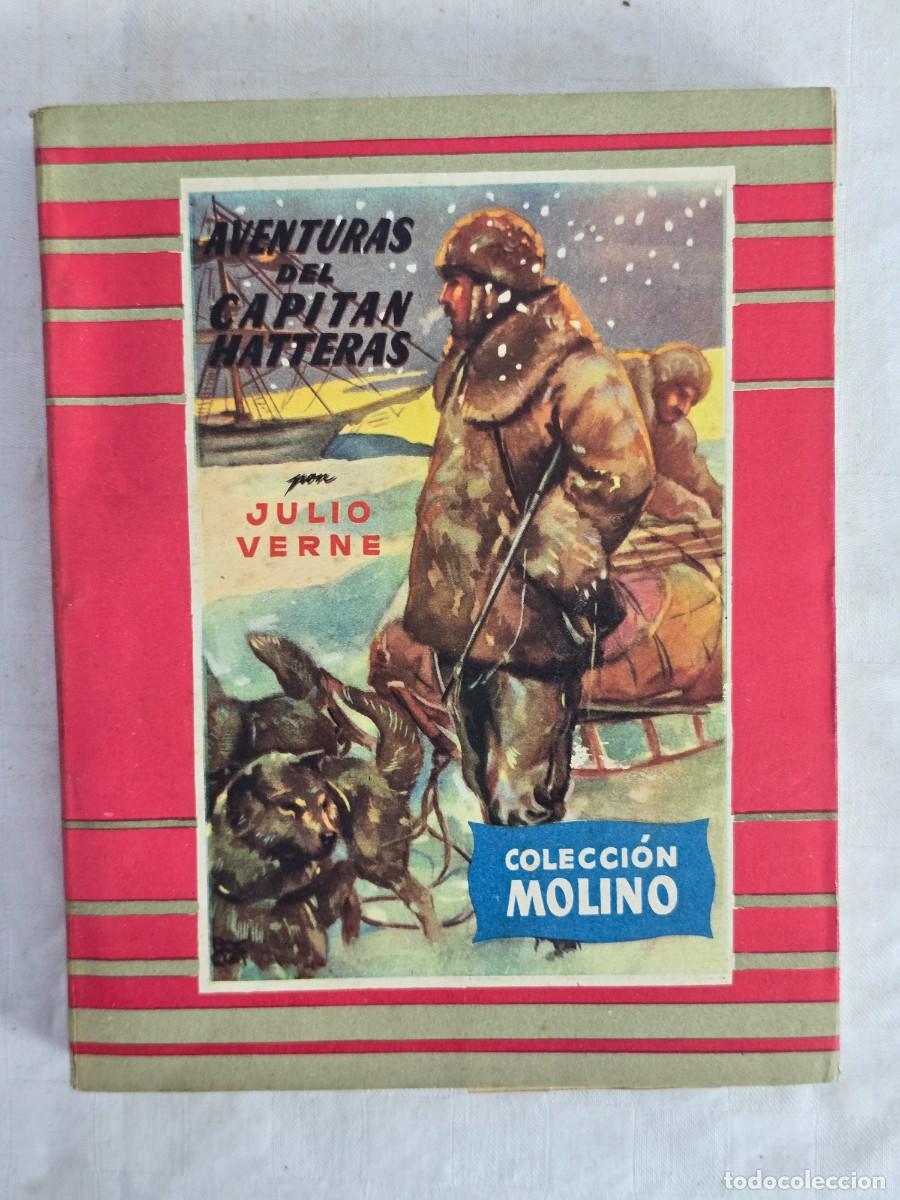 AVENTURAS
DEL
CAPITAN
HATTERAS
por
JULIO
VERNE
COLECCIÓN
MOLINO
todocoleccion